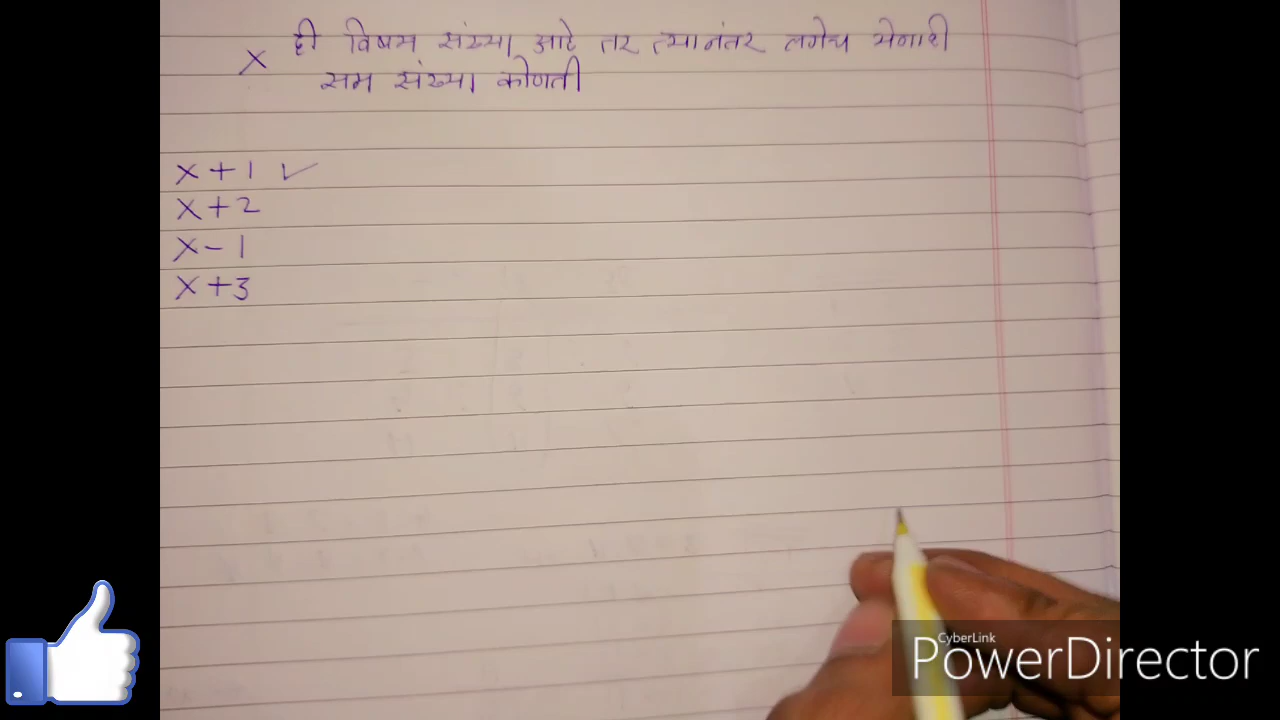 x ही विषम संख्या आहे तर त्यानंतर लगेच येणारी
सम संख्या कोणती
x+1 ✓
x+2
x-1
x+3
CyberLink
PowerDirector